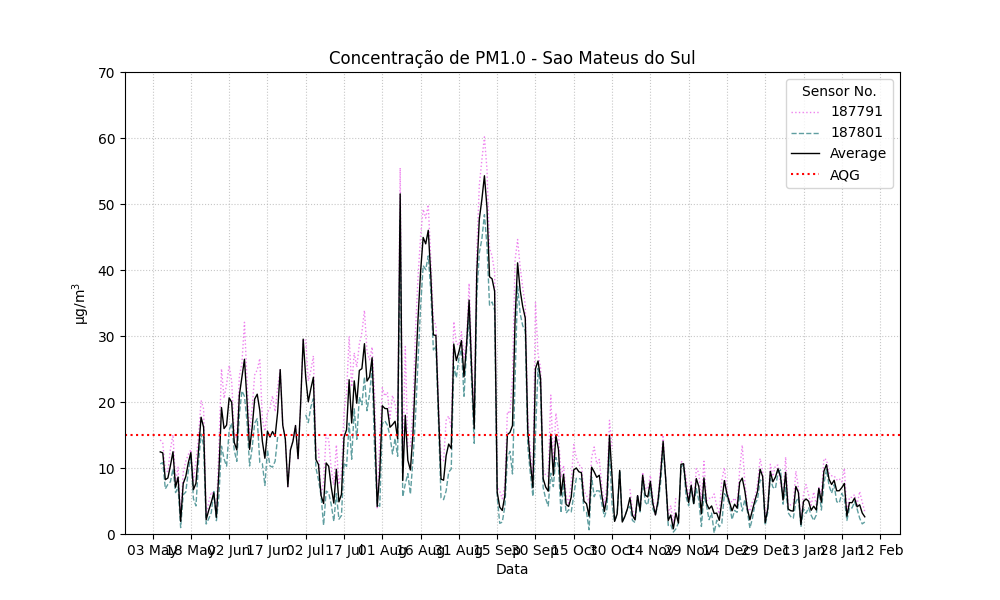 Concentração de PM1.0 - Sao Mateus do Sul
70
60
50
40
30
20
10
0
µg/m³
Sensor No.
187791
187801
Average
AQG
03 May 18 May 02 Jun 17 Jun 02 Jul 17 Jul 01 Aug 16 Aug 31 Aug 15 Sep 30 Sep 15 Oct 30 Oct 14 Nov 29 Nov 14 Dec 29 Dec 13 Jan 28 Jan 12 Feb
Data